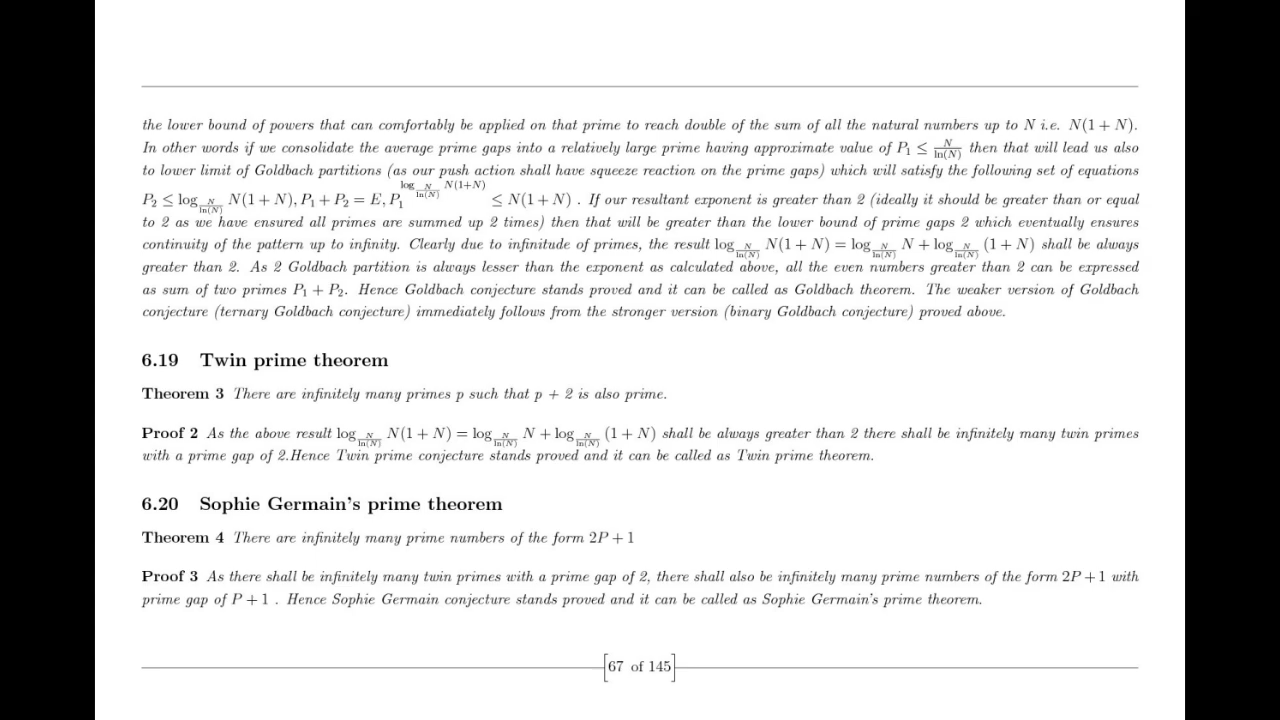 the lower bound of powers that can comfortably be applied on that prime to reach double of the sum of all the natural numbers up to N i.e. N(1 + N).
In other words if we consolidate the average prime gaps into a relatively large prime having approximate value of P₁ ≤ N/ln(N) then that will lead us also
to lower limit of Goldbach partitions (as our push action shall have squeeze reaction on the prime gaps) which will satisfy the following set of equations
P₂ ≤ log_{N/ln(N)} N(1 + N), P₁ + P₂ = E, P₁^{log_{N/ln(N)} N(1+N)} ≤ N(1 + N) . If our resultant exponent is greater than 2 (ideally it should be greater than or equal
to 2 as we have ensured all primes are summed up 2 times) then that will be greater than the lower bound of prime gaps 2 which eventually ensures
continuity of the pattern up to infinity. Clearly due to infinitude of primes, the result log_{N/ln(N)} N(1 + N) = log_{N/ln(N)} N + log_{N/ln(N)} (1 + N) shall be always
greater than 2. As 2 Goldbach partition is always lesser than the exponent as calculated above, all the even numbers greater than 2 can be expressed
as sum of two primes P₁ + P₂. Hence Goldbach conjecture stands proved and it can be called as Goldbach theorem. The weaker version of Goldbach
conjecture (ternary Goldbach conjecture) immediately follows from the stronger version (binary Goldbach conjecture) proved above.
6.19 Twin prime theorem
Theorem 3 There are infinitely many primes p such that p + 2 is also prime.
Proof 2 As the above result log_{N/ln(N)} N(1 + N) = log_{N/ln(N)} N + log_{N/ln(N)} (1 + N) shall be always greater than 2 there shall be infinitely many twin primes
with a prime gap of 2.Hence Twin prime conjecture stands proved and it can be called as Twin prime theorem.
6.20 Sophie Germain's prime theorem
Theorem 4 There are infinitely many prime numbers of the form 2P + 1
Proof 3 As there shall be infinitely many twin primes with a prime gap of 2, there shall also be infinitely many prime numbers of the form 2P + 1 with
prime gap of P + 1 . Hence Sophie Germain conjecture stands proved and it can be called as Sophie Germain's prime theorem.
[67 of 145]